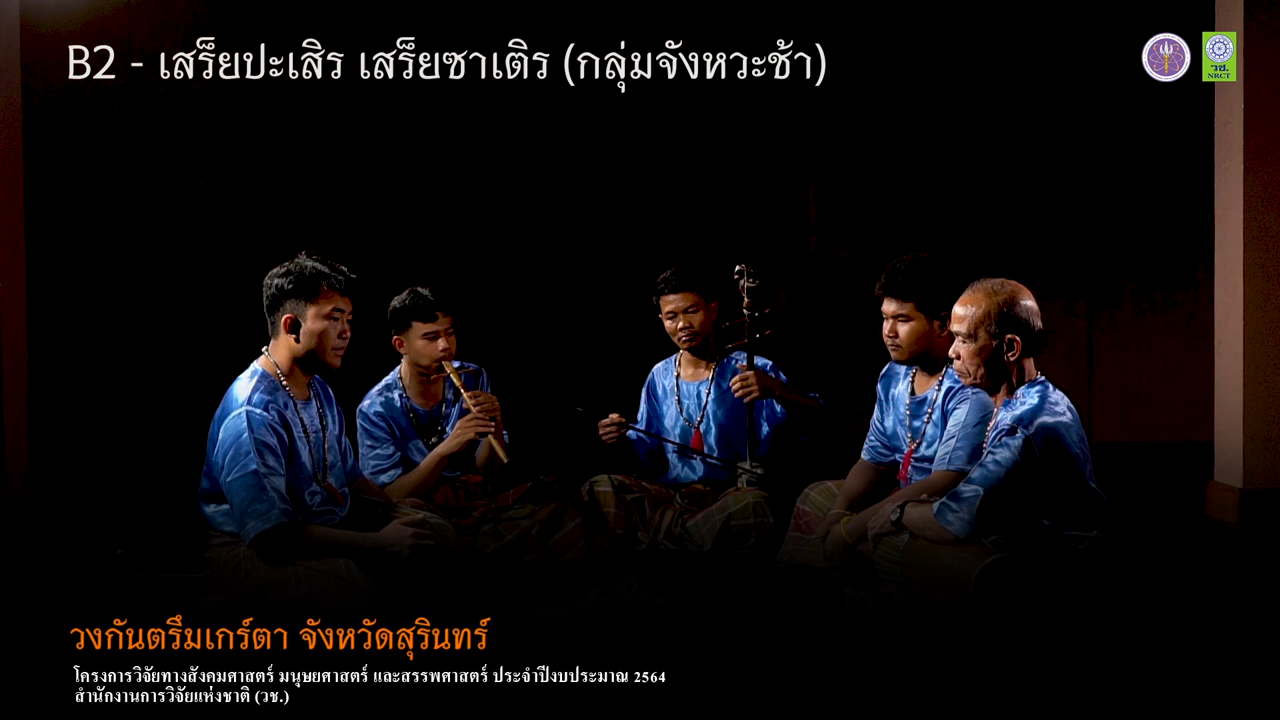 B2 - เสร็ยปะเสิร เสร็ยซาเติร (กลุ่มจังหวะช้า)
วช.
NRCT
วงกันตรึมเกร์ตา จังหวัดสุรินทร์
โครงการวิจัยทางสังคมศาสตร์ มนุษยศาสตร์ และสรรพศาสตร์ ประจำปีงบประมาณ 2564
สำนักงานการวิจัยแห่งชาติ (วช.)